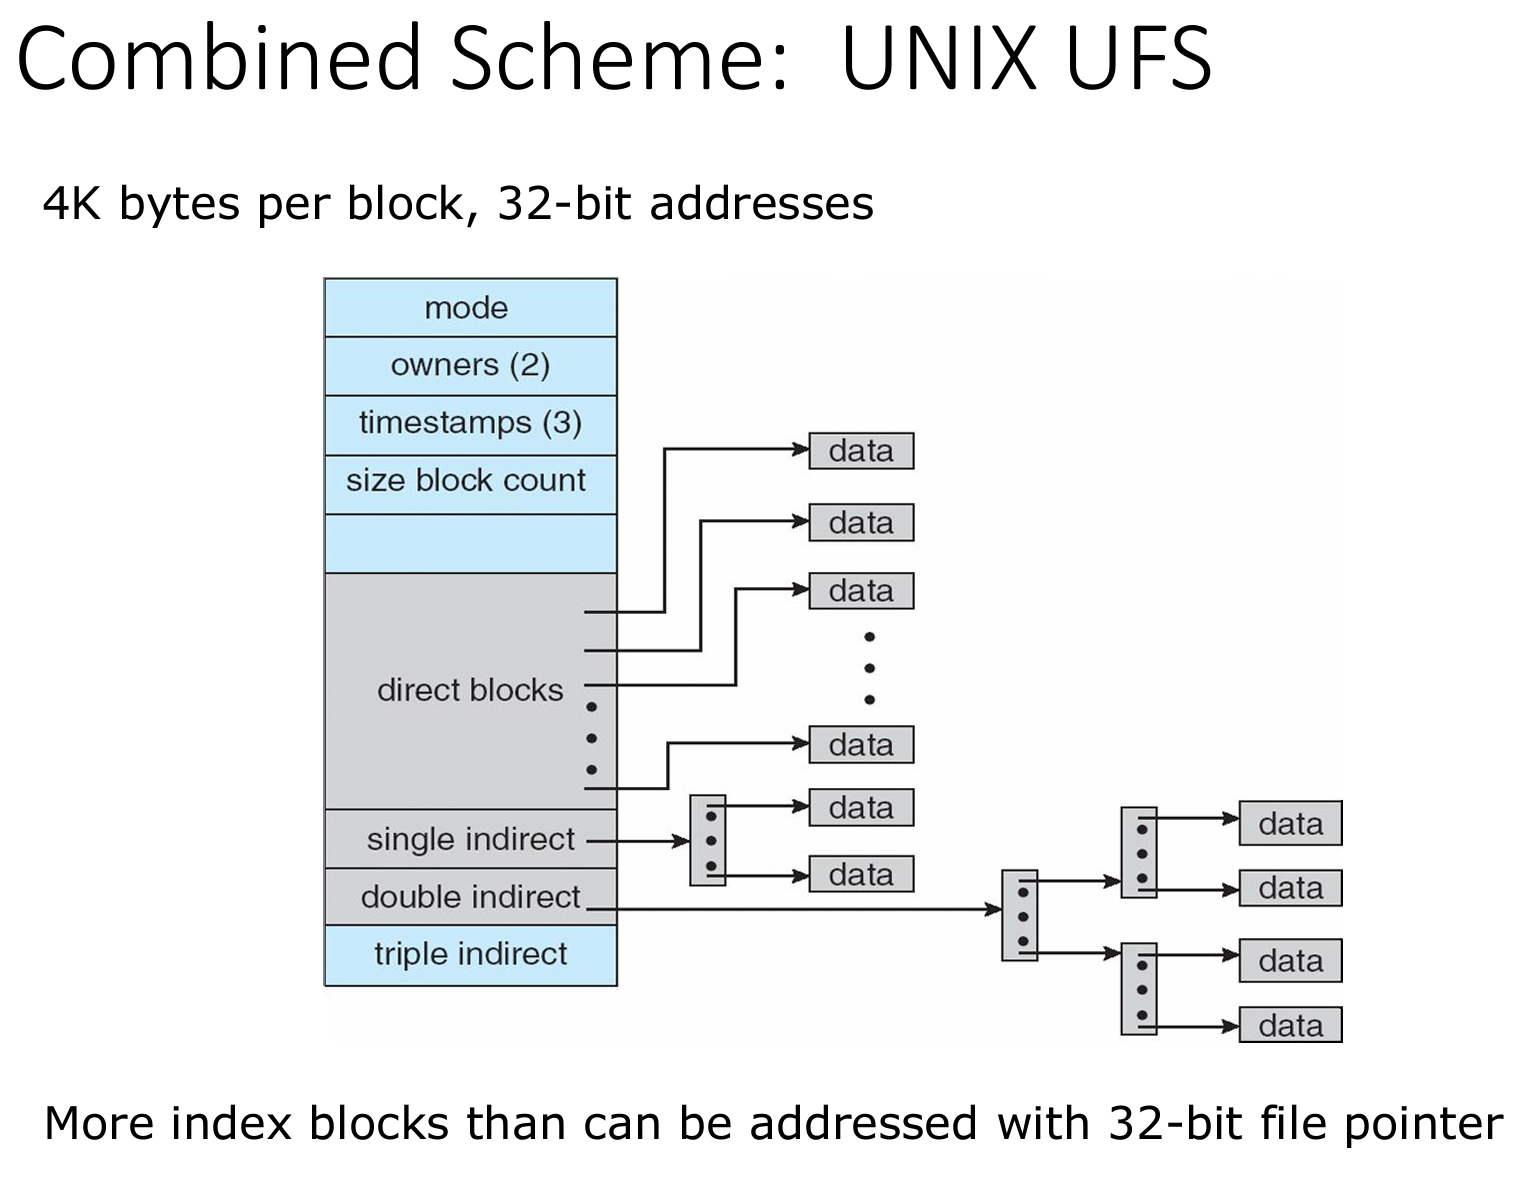 Combined Scheme: UNIX UFS
4K bytes per block, 32-bit addresses
mode
owners (2)
timestamps (3)
size block count
direct blocks
single indirect
double indirect
triple indirect
data
data
data
data
data
data
data
data
data
data
More index blocks than can be addressed with 32-bit file pointer